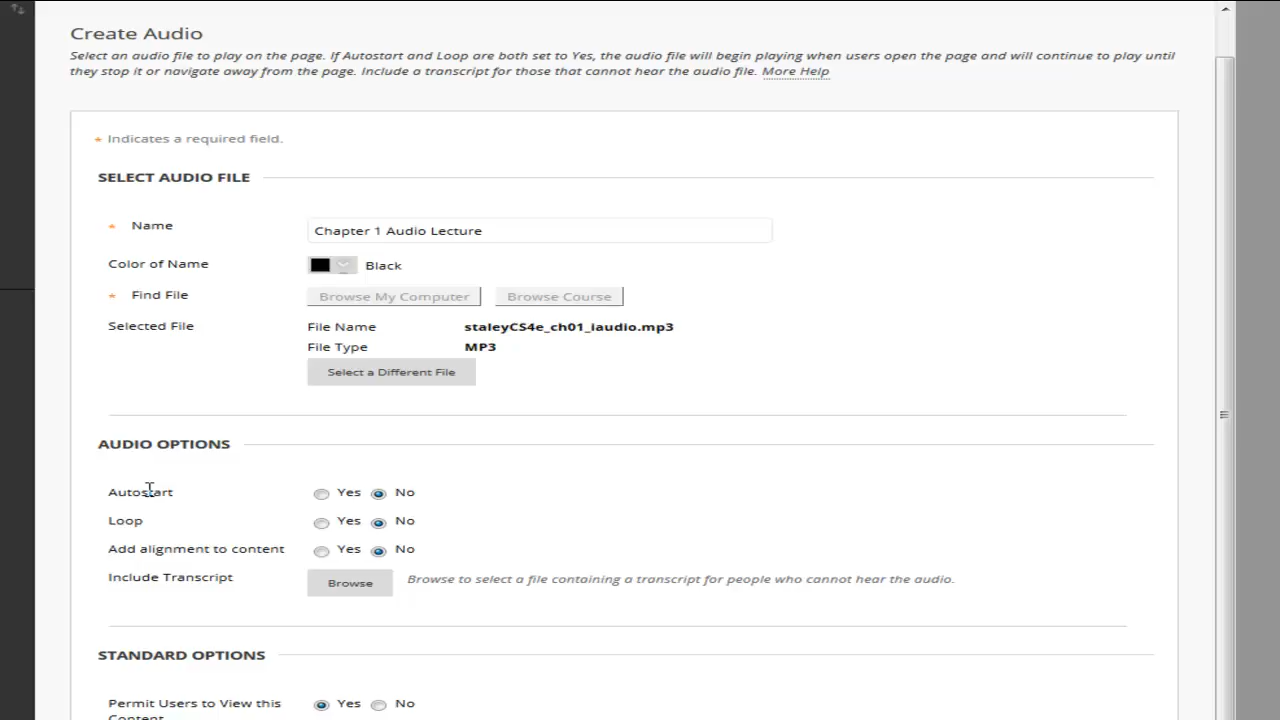 Create Audio
Select an audio file to play on the page. If Autostart and Loop are both set to Yes, the audio file will begin playing when users open the page and will continue to play until
they stop it or navigate away from the page. Include a transcript for those that cannot hear the audio file. More Help
* Indicates a required field.
SELECT AUDIO FILE
* Name
Chapter 1 Audio Lecture
Color of Name
Black
* Find File
Browse My Computer Browse Course
Selected File
File Name staleyCS4e_ch01_iaudio.mp3
File Type MP3
Select a Different File
AUDIO OPTIONS
Autostart Yes No
Loop Yes No
Add alignment to content Yes No
Include Transcript Browse Browse to select a file containing a transcript for people who cannot hear the audio.
STANDARD OPTIONS
Permit Users to View this Yes No
Content